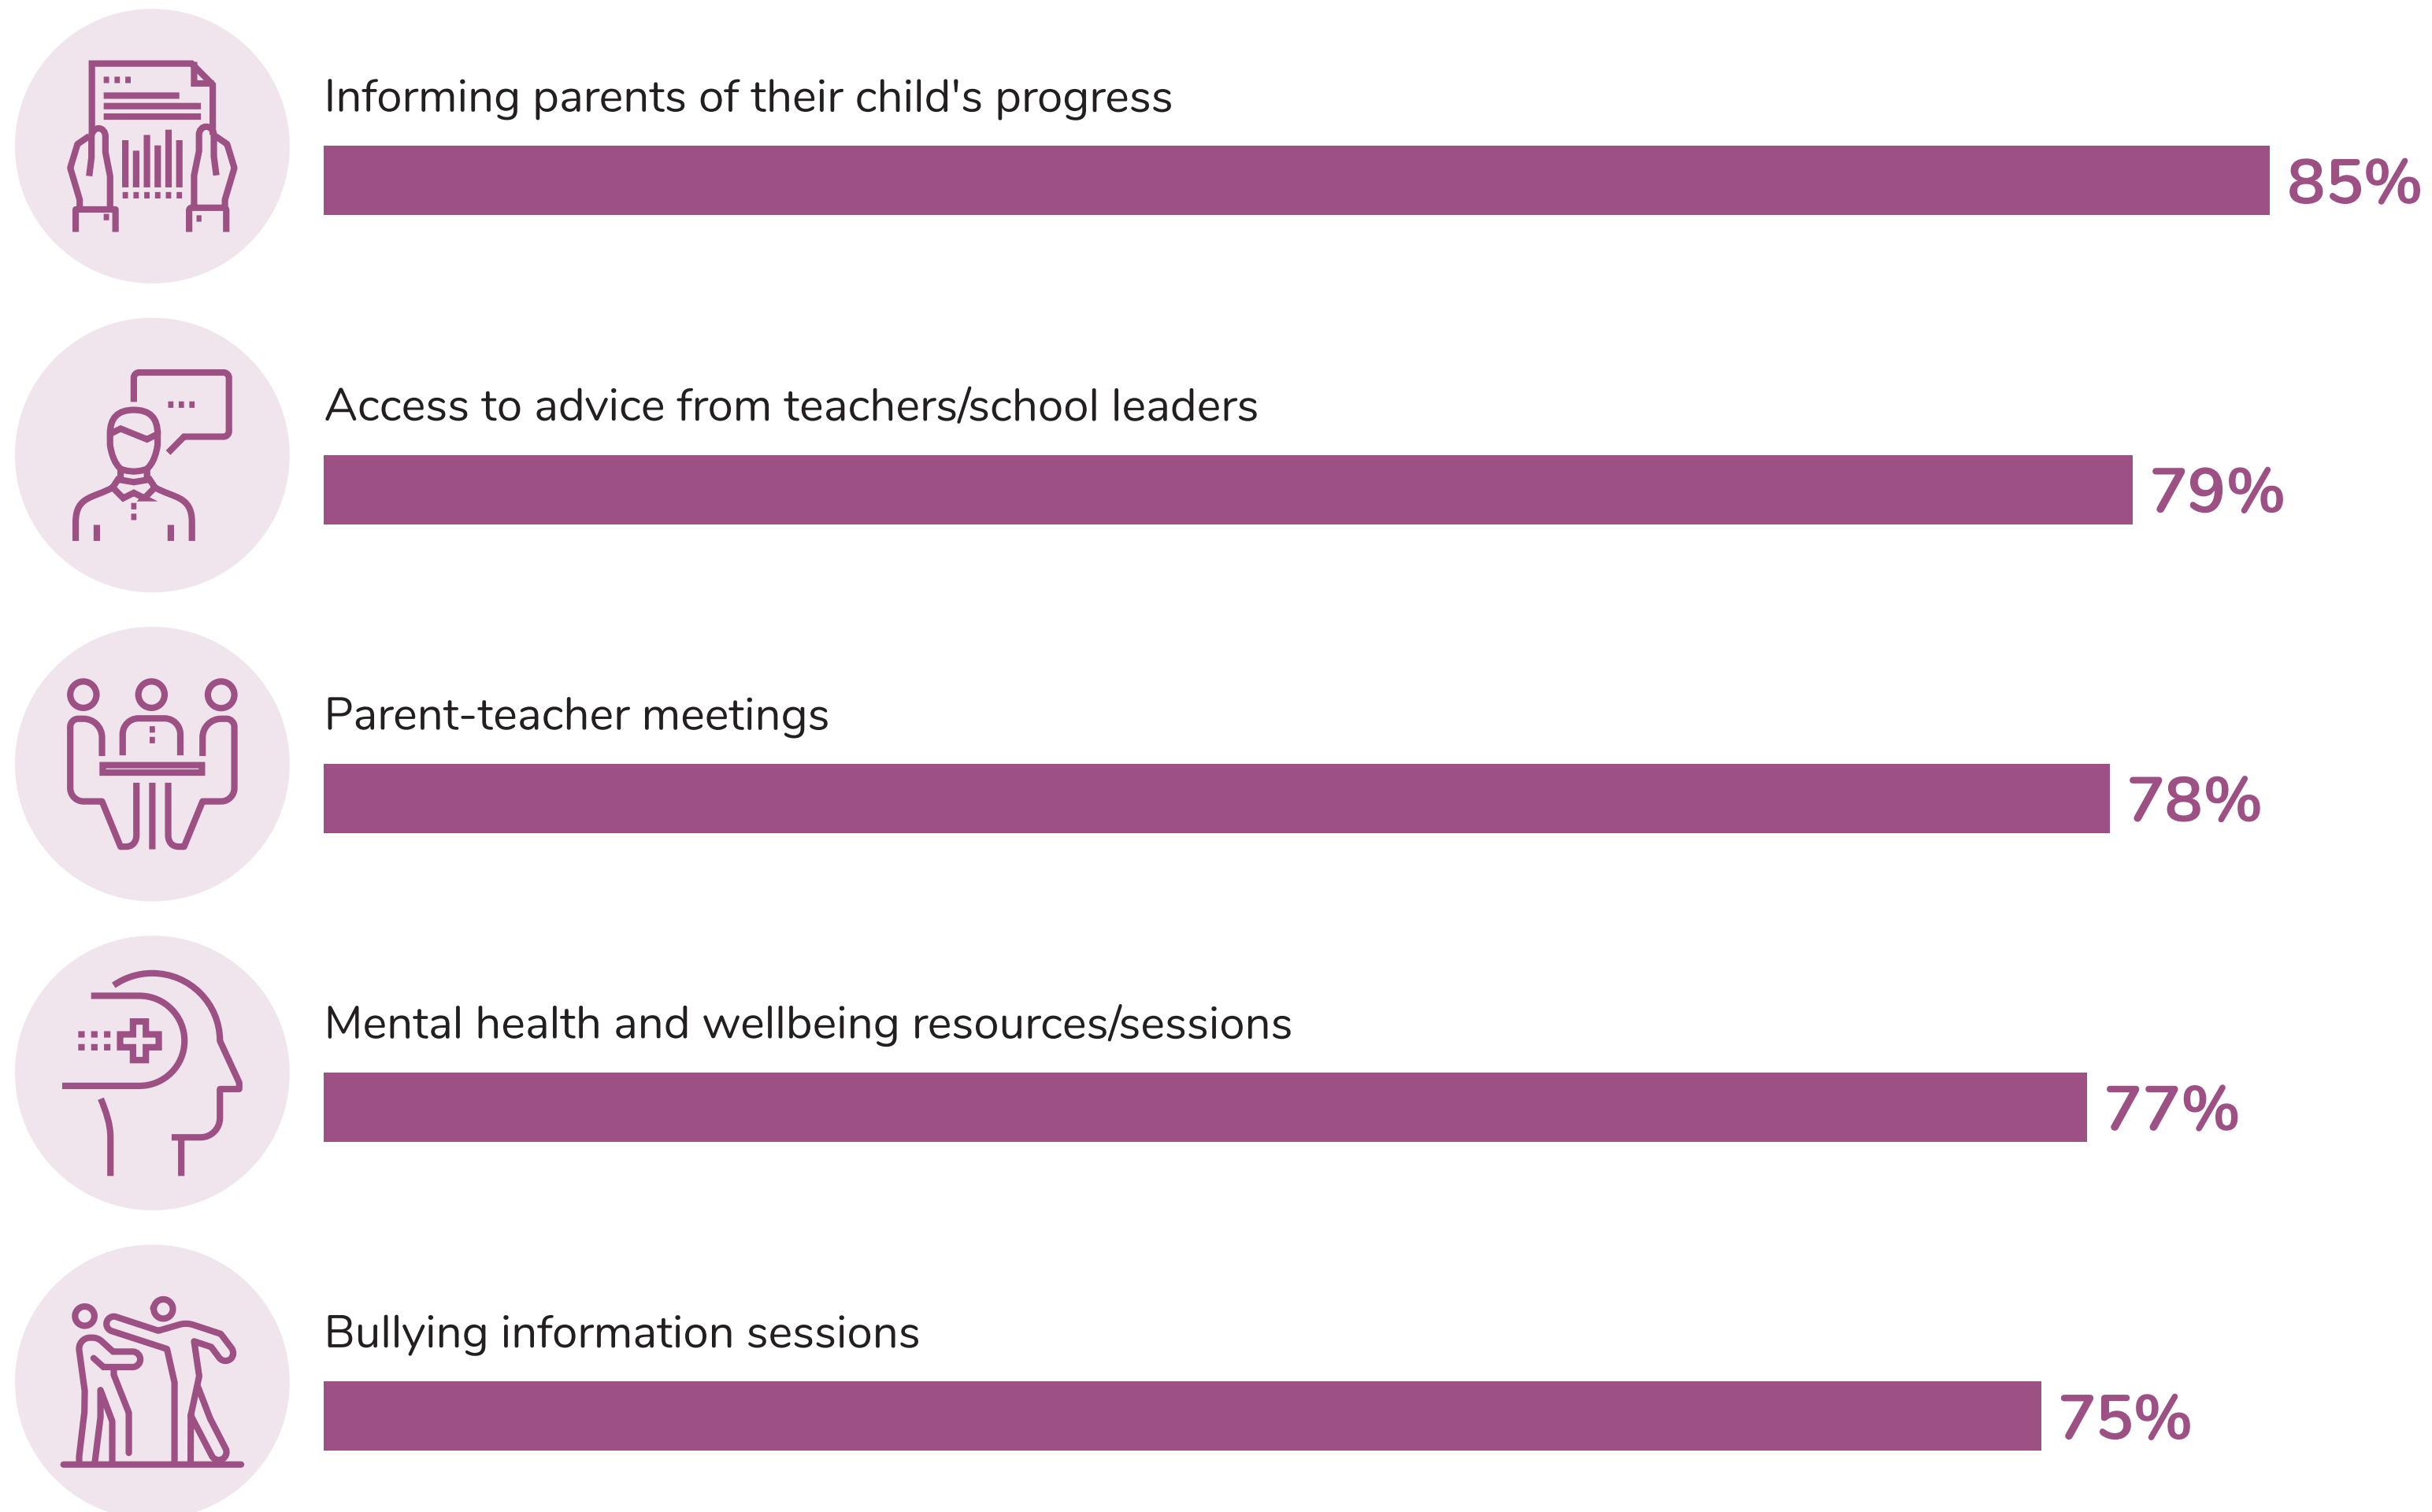 Informing parents of their child's progress
85%
Access to advice from teachers/school leaders
79%
Parent-teacher meetings
78%
Mental health and wellbeing resources/sessions
77%
Bullying information sessions
75%